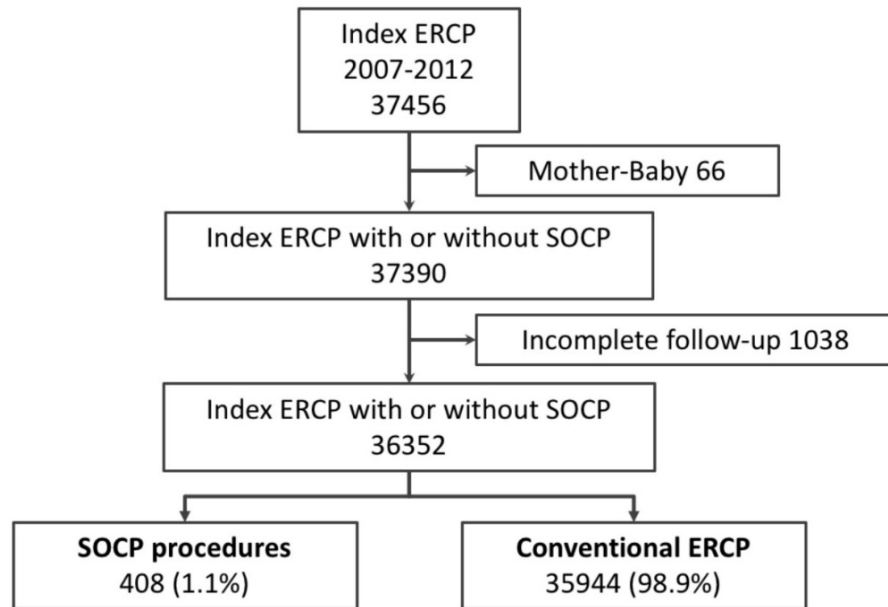 Index ERCP
2007-2012
37456
Mother-Baby 66
Index ERCP with or without SOCP
37390
Incomplete follow-up 1038
Index ERCP with or without SOCP
36352
SOCP procedures
408 (1.1%)
Conventional ERCP
35944 (98.9%)